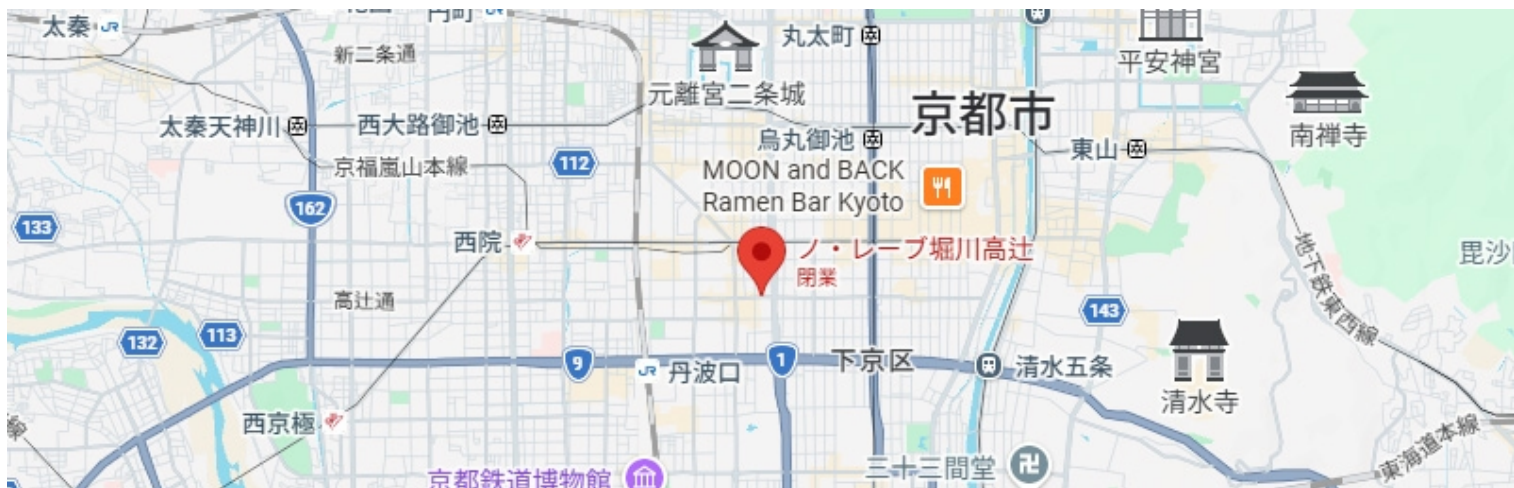 太秦
JR
円町
JR
新二条通
丸太町
平安神宮
元離宮二条城
京都市
南禅寺
太秦天神川
西大路御池
烏丸御池
東山
京福嵐山本線
112
MOON and BACK
Ramen Bar Kyoto
162
133
西院
ノ・レーブ堀川高辻
閉業
毘沙
地下鉄東西線
高辻通
143
132
113
9
JR
丹波口
1
下京区
清水五条
清水寺
西京極
東海道本線
京都鉄道博物館
三十三間堂